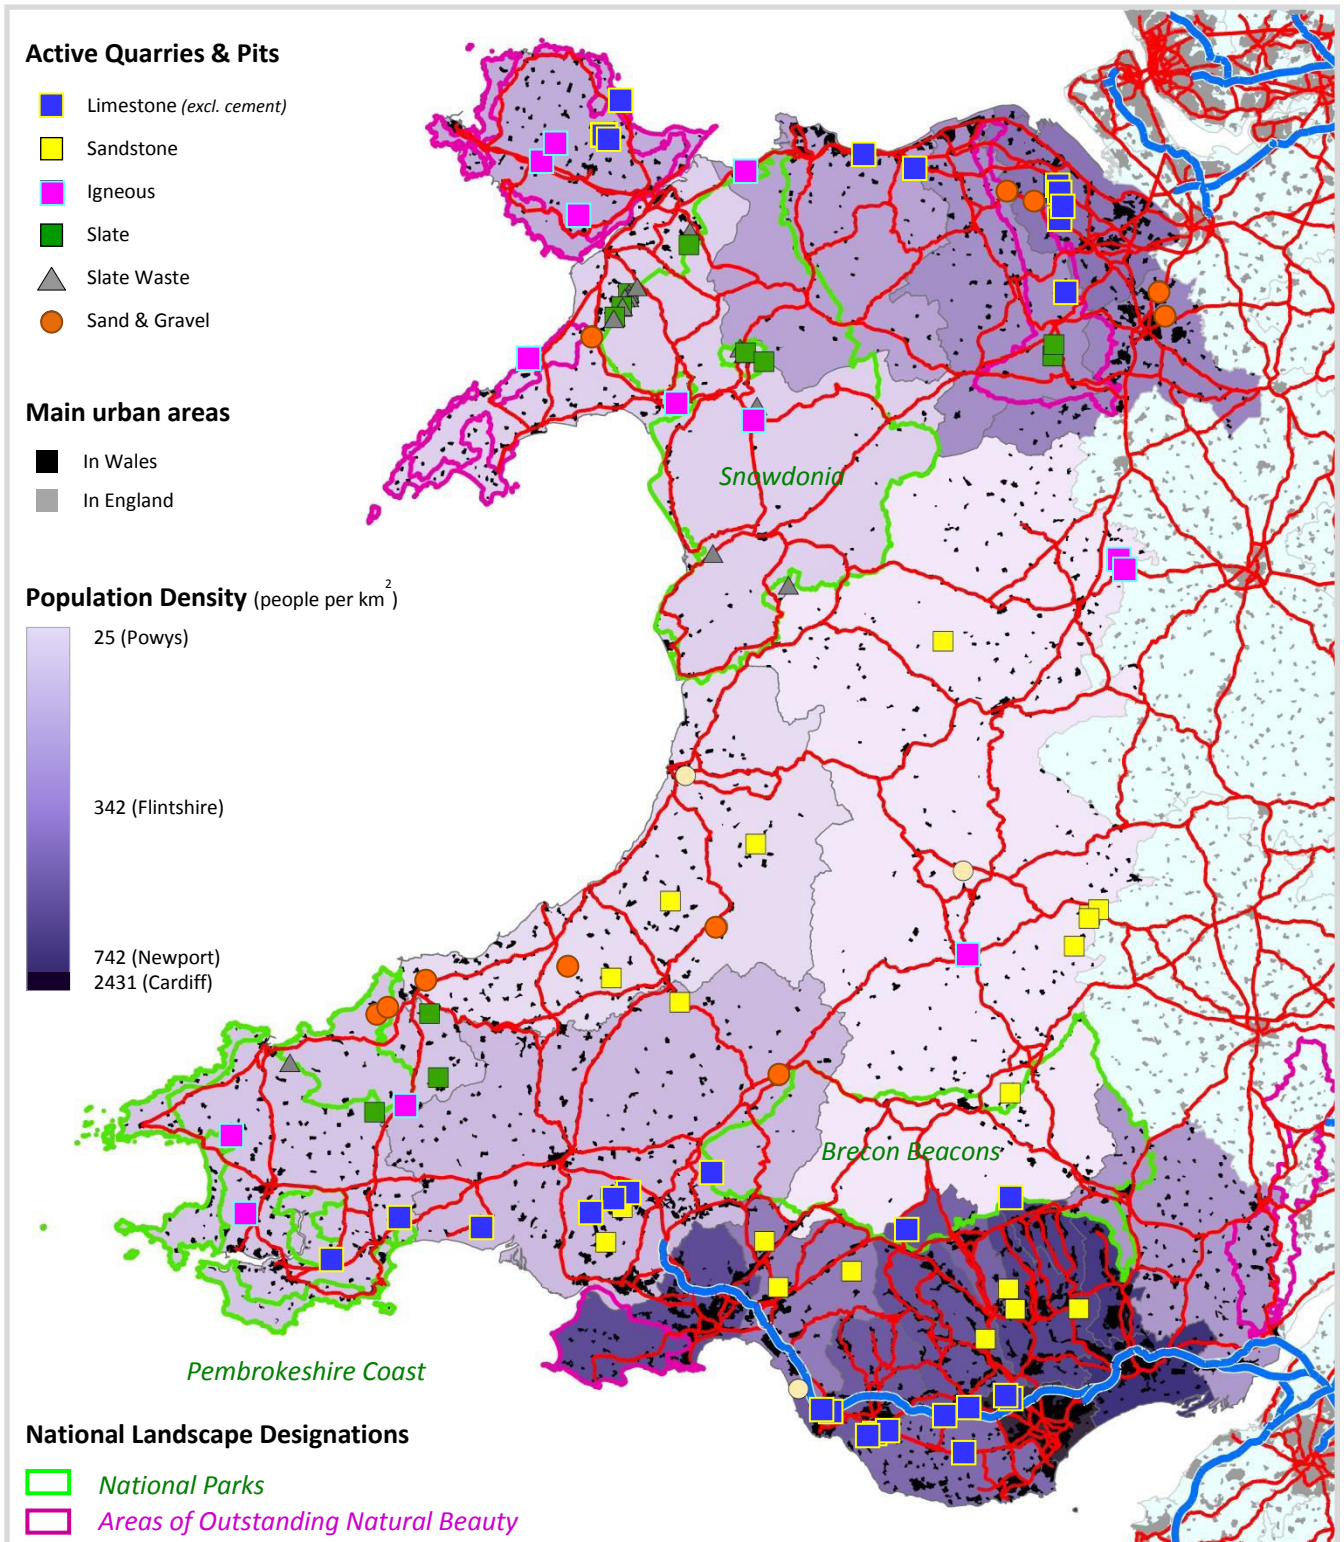 Active Quarries & Pits
Limestone (excl. cement)
Sandstone
Igneous
Slate
Slate Waste
Sand & Gravel
Main urban areas
In Wales
In England
Population Density (people per km2)
25 (Powys)
342 (Flintshire)
742 (Newport)
2431 (Cardiff)
Snowdonia
Brecon Beacons
Pembrokeshire Coast
National Landscape Designations
National Parks
Areas of Outstanding Natural Beauty